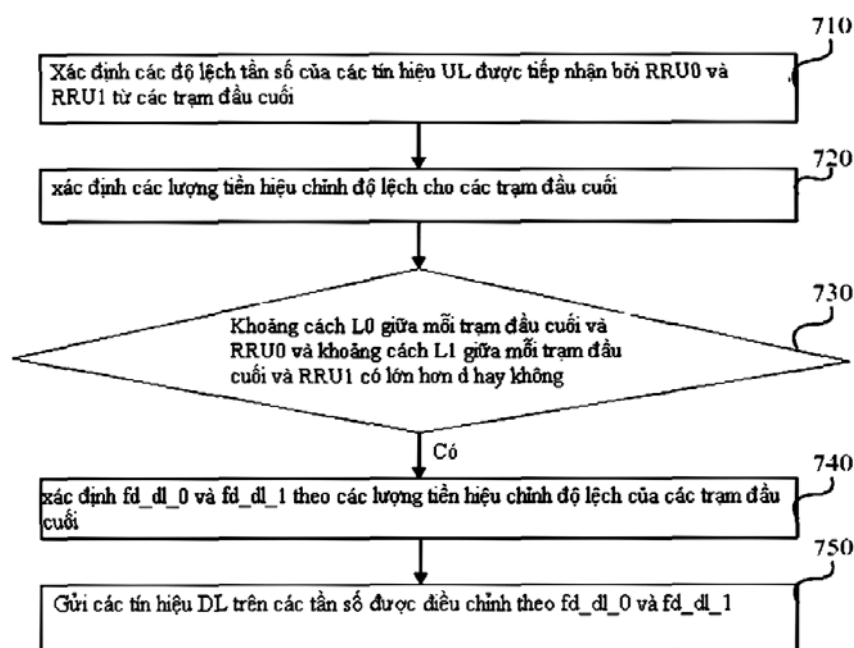 710
Xác định các độ lệch tần số của các tín hiệu UL được tiếp nhận bởi RRU0 và
RRU1 từ các trạm đầu cuối
720
xác định các lượng tiền hiệu chỉnh độ lệch cho các trạm đầu cuối
730
Khoảng cách L0 giữa mỗi trạm đầu cuối và
RRU0 và khoảng cách L1 giữa mỗi trạm đầu
cuối và RRU1 có lớn hơn d hay không
Có
740
xác định fd_dl_0 và fd_dl_1 theo các lượng tiền hiệu chỉnh độ lệch của các trạm đầu
cuối
750
Gửi các tín hiệu DL trên các tần số được điều chỉnh theo fd_dl_0 và fd_dl_1